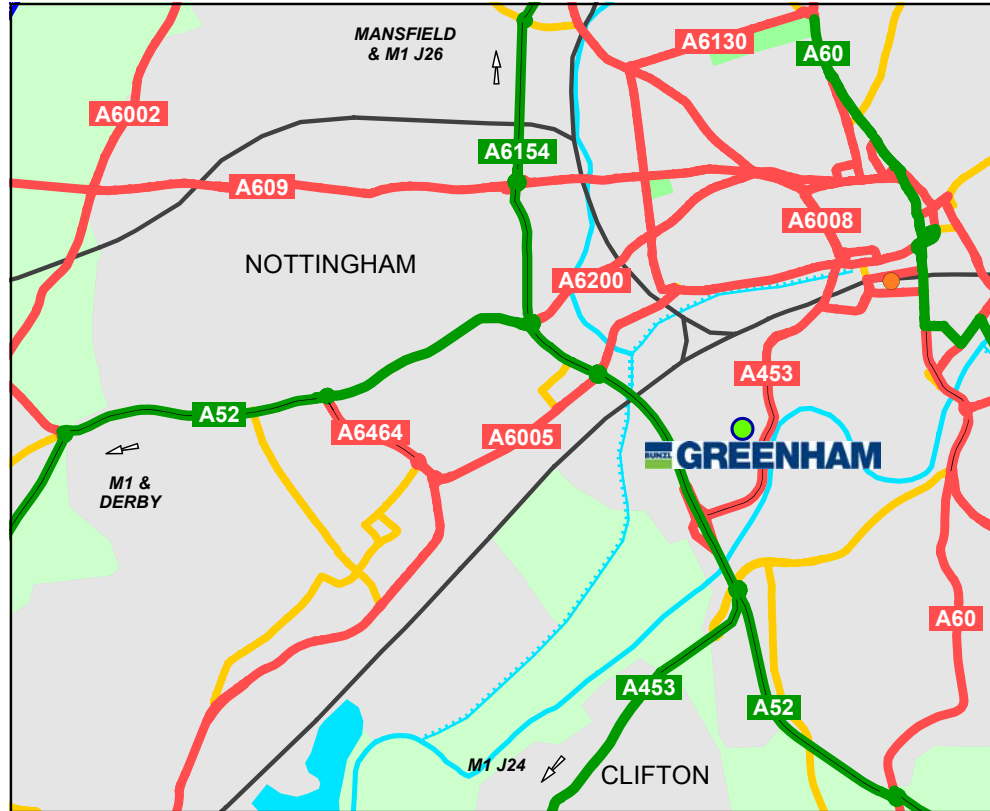 MANSFIELD
& M1 J26
A6130
A60
A6002
A6154
A609
A6008
NOTTINGHAM
A6200
A453
A52
A6464
A6005
BUNZL
GREENHAM
M1 &
DERBY
A60
A453
A52
M1 J24
CLIFTON